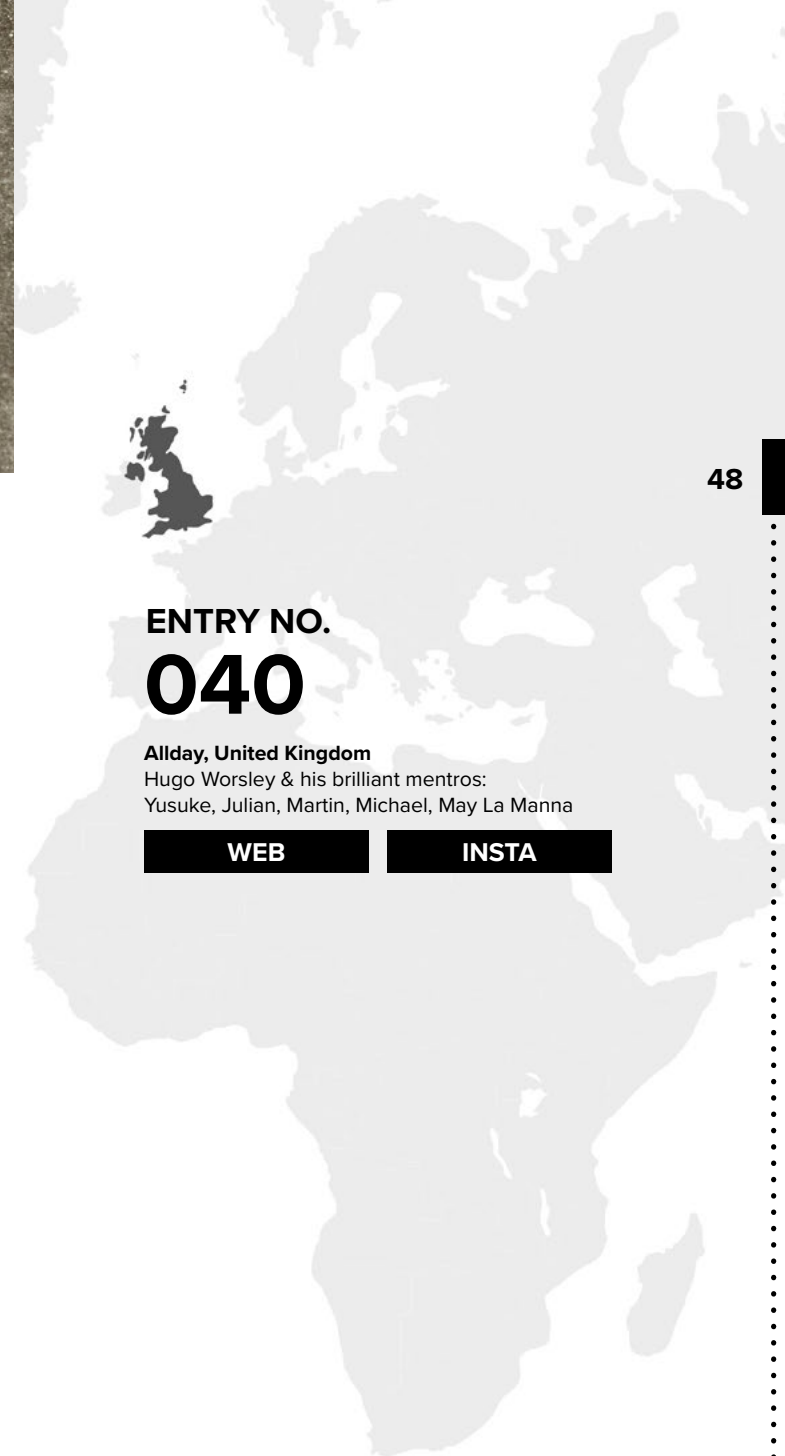 48
ENTRY NO.
040
Allday, United Kingdom
Hugo Worsley & his brilliant mentros:
Yusuke, Julian, Martin, Michael, May La Manna
WEB INSTA